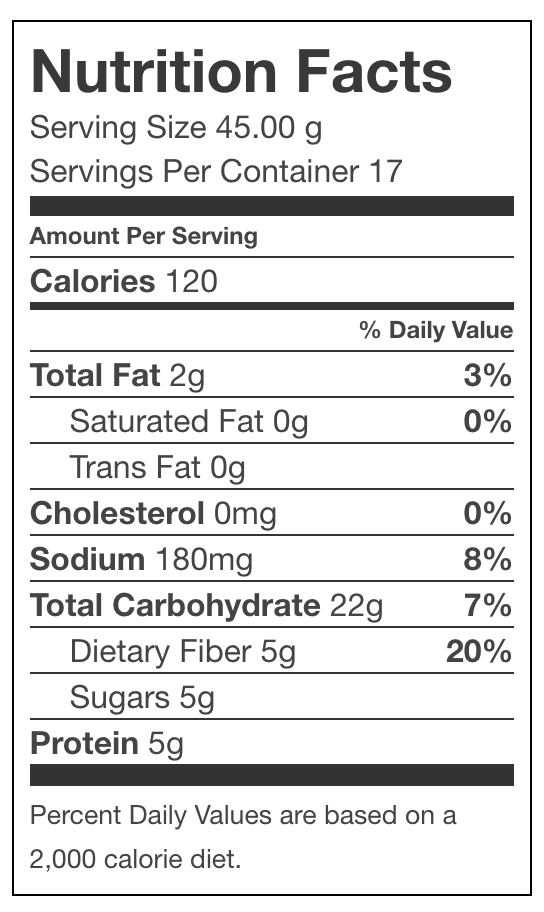 Nutrition Facts
Serving Size 45.00 g
Servings Per Container 17
Amount Per Serving
Calories 120
% Daily Value
Total Fat 2g 3%
Saturated Fat 0g 0%
Trans Fat 0g
Cholesterol 0mg 0%
Sodium 180mg 8%
Total Carbohydrate 22g 7%
Dietary Fiber 5g 20%
Sugars 5g
Protein 5g
Percent Daily Values are based on a
2,000 calorie diet.